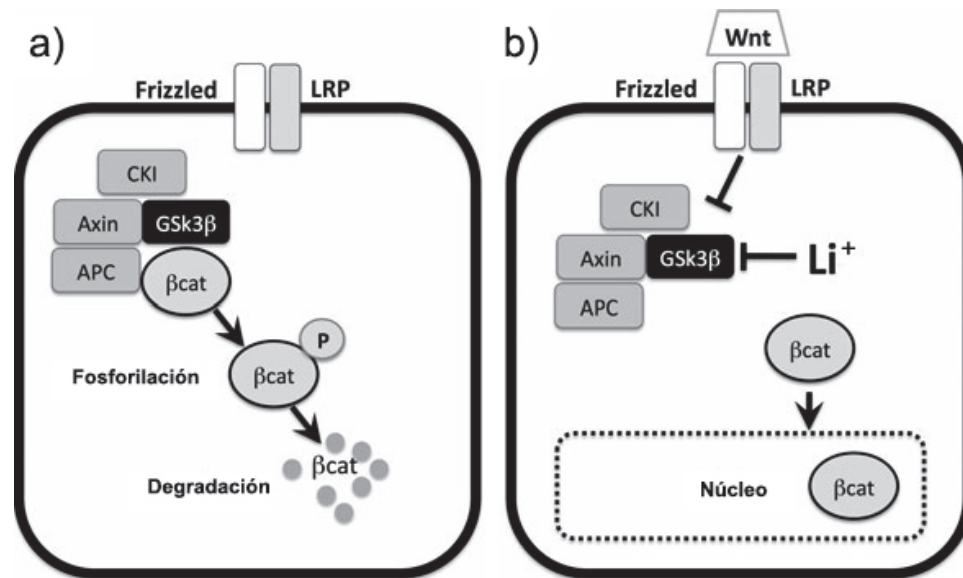 a)
Frizzled
LRP
CKI
Axin
GSk3β
APC
βcat
P
βcat
Fosforilación
βcat
Degradación
b)
Wnt
Frizzled
LRP
CKI
Axin
GSk3β
Li⁺
APC
βcat
Núcleo
βcat